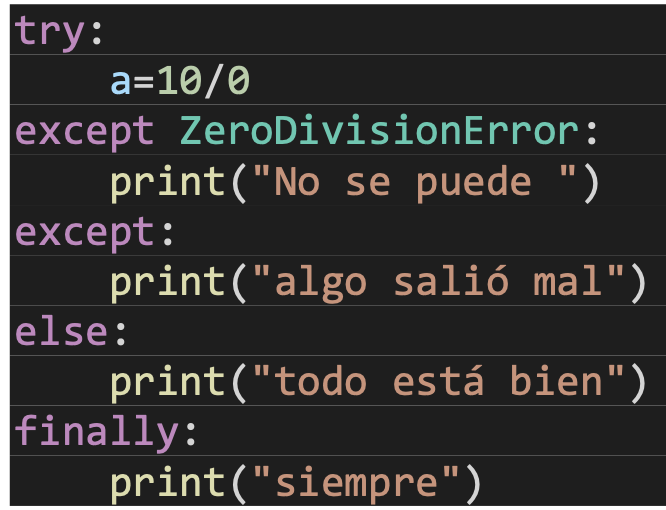 try:
    a=10/0
except ZeroDivisionError:
    print("No se puede ")
except:
    print("algo salió mal")
else:
    print("todo está bien")
finally:
    print("siempre")